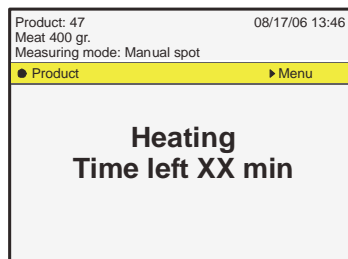 Product: 47 08/17/06 13:46
Meat 400 gr.
Measuring mode: Manual spot
Product Menu
Heating
Time left XX min